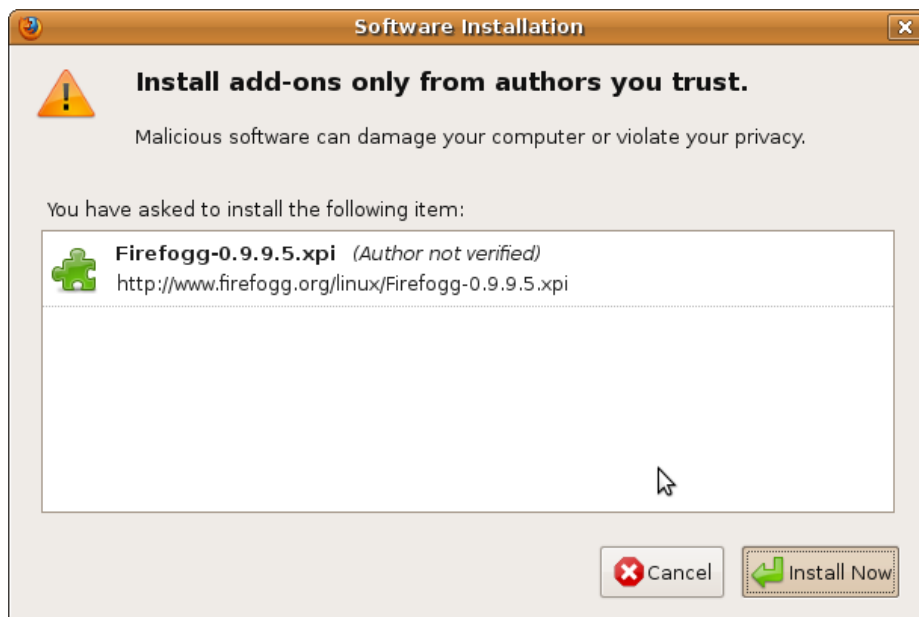 Software Installation
Install add-ons only from authors you trust.
Malicious software can damage your computer or violate your privacy.
You have asked to install the following item:
Firefogg-0.9.9.5.xpi (Author not verified)
http://www.firefogg.org/linux/Firefogg-0.9.9.5.xpi
Cancel
Install Now